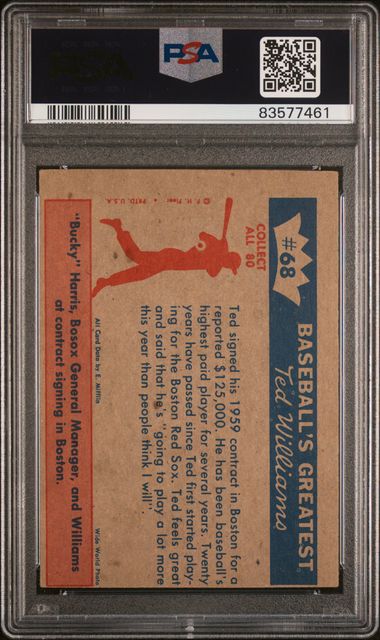 PSA
83577461
#68
BASEBALL'S GREATEST
Ted Williams
COLLECT
ALL 80
Ted signed his 1959 contract in Boston for a
reported $125,000. He has been baseball's
highest paid player for several years. Twenty
years have passed since Ted first started play-
ing for the Boston Red Sox. Ted feels great
and said that he's "going to play a lot more
this year than people think I will".
© F. H. Fleer • PRTD. U.S.A.
All Card Data by E. Mifflin
Wide World Photo
"Bucky" Harris, Bosox General Manager, and Williams
at contract signing in Boston.